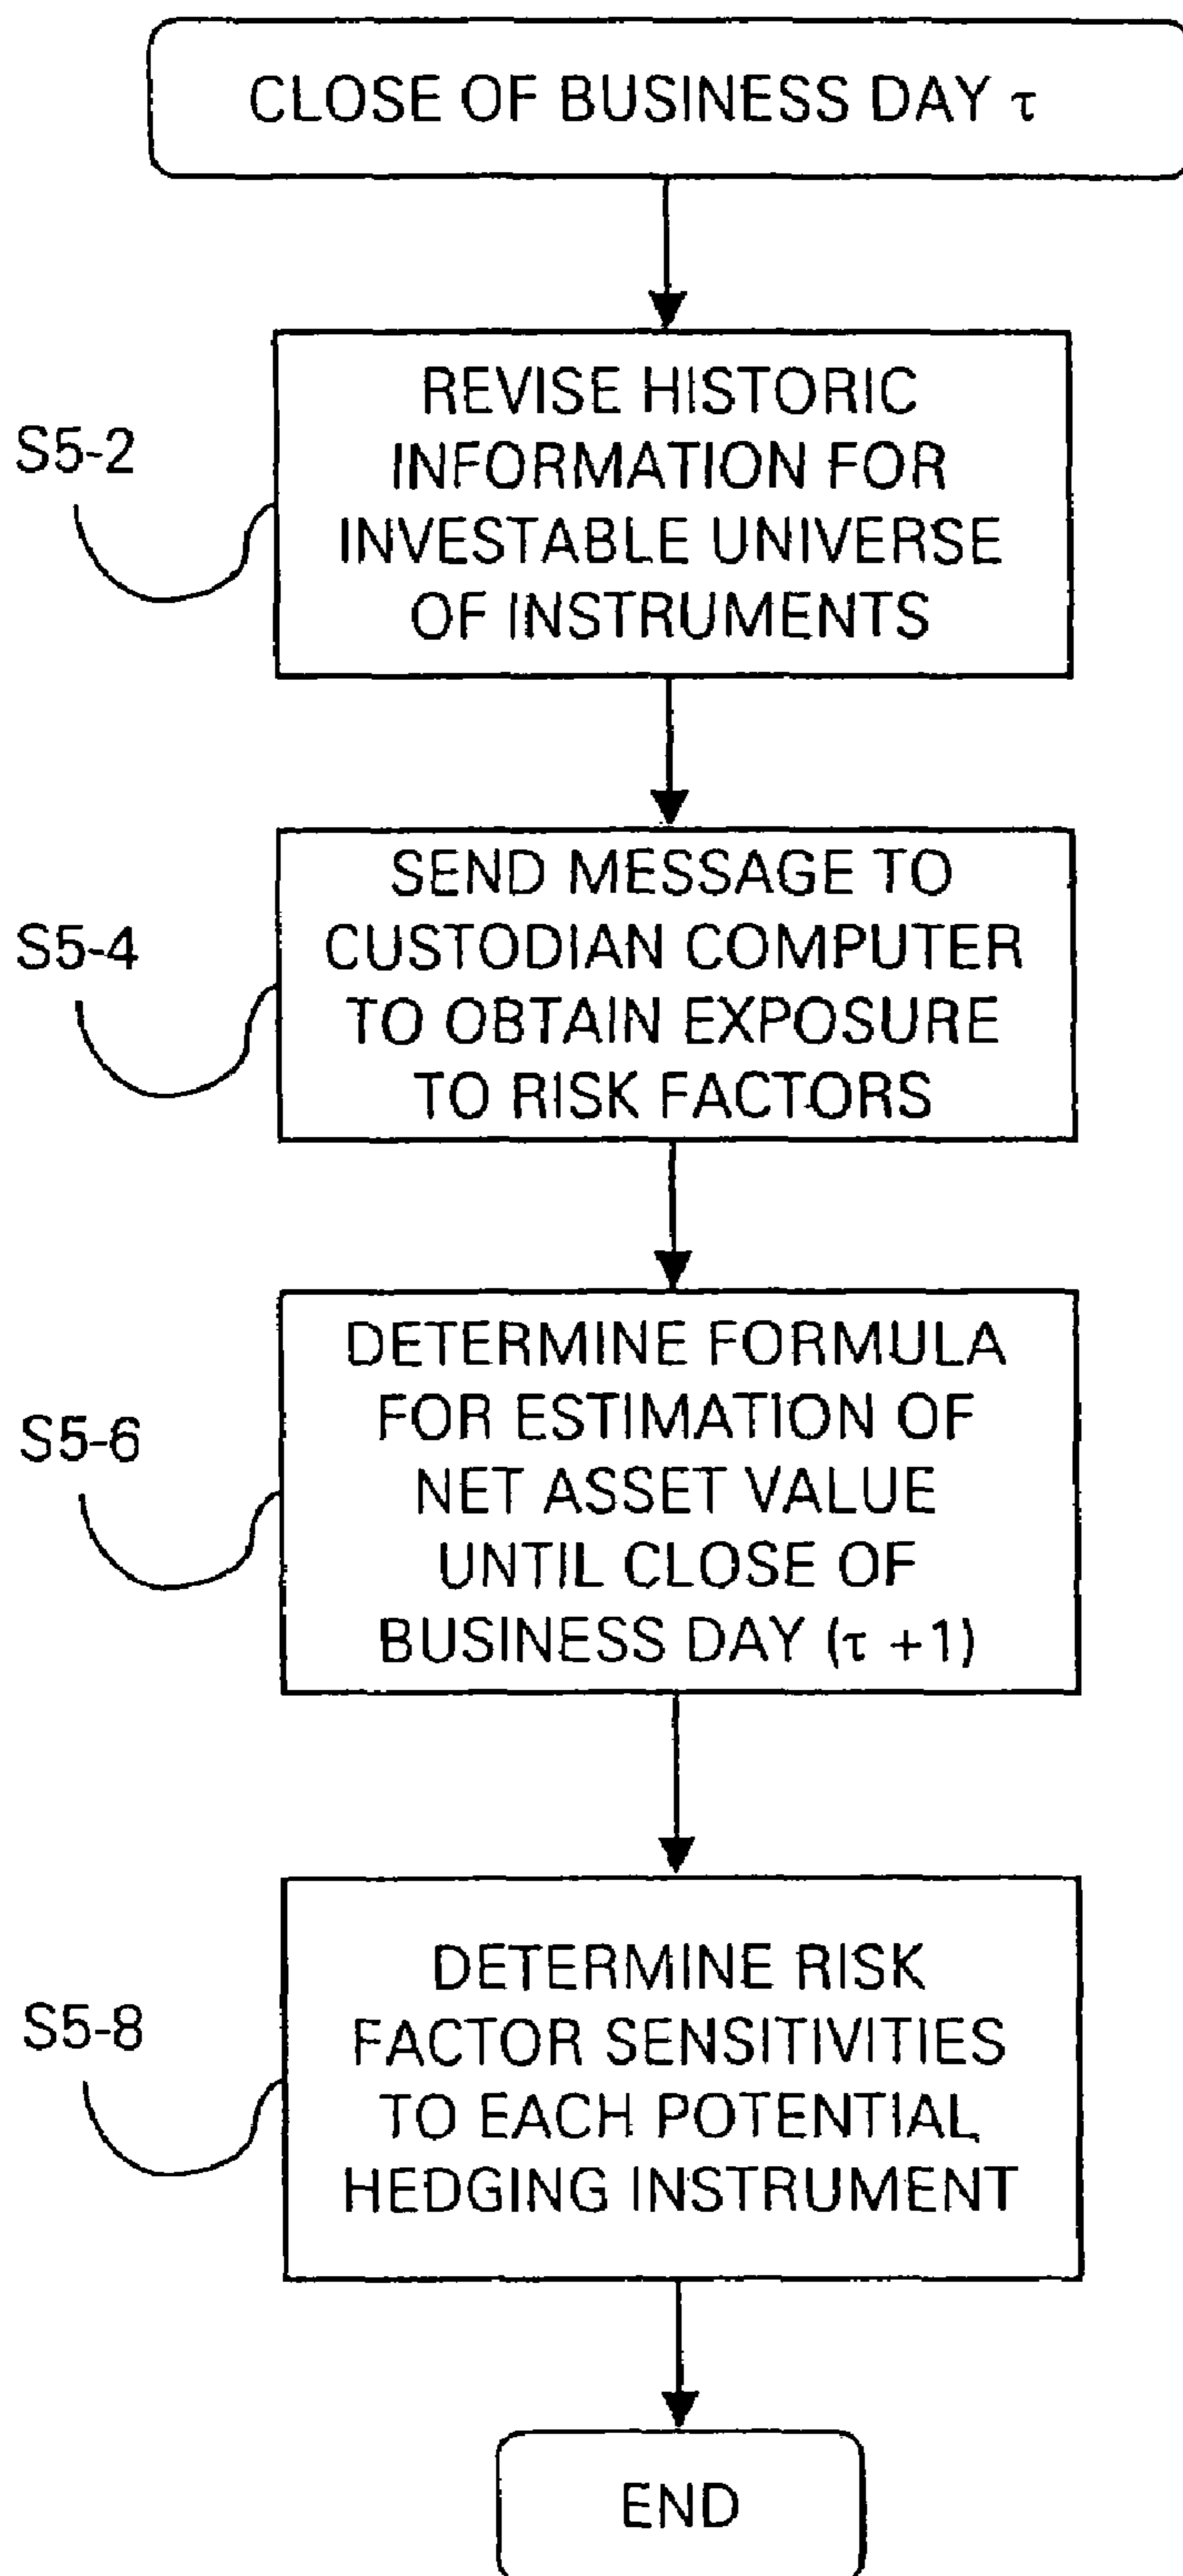 CLOSE OF BUSINESS DAY τ
S5-2
REVISE HISTORIC
INFORMATION FOR
INVESTABLE UNIVERSE
OF INSTRUMENTS
S5-4
SEND MESSAGE TO
CUSTODIAN COMPUTER
TO OBTAIN EXPOSURE
TO RISK FACTORS
S5-6
DETERMINE FORMULA
FOR ESTIMATION OF
NET ASSET VALUE
UNTIL CLOSE OF
BUSINESS DAY (τ +1)
S5-8
DETERMINE RISK
FACTOR SENSITIVITIES
TO EACH POTENTIAL
HEDGING INSTRUMENT
END